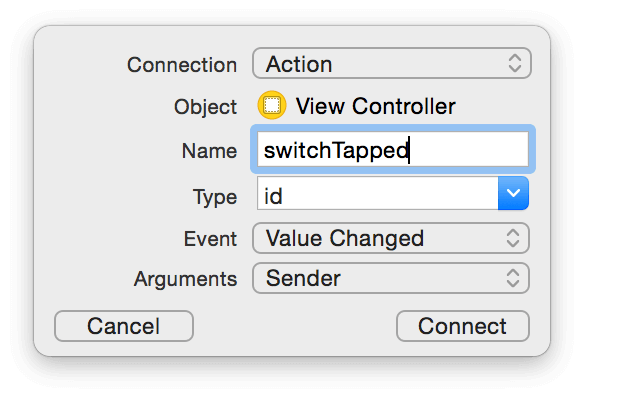 Connection Action
Object View Controller
Name switchTapped
Type id
Event Value Changed
Arguments Sender
Cancel Connect